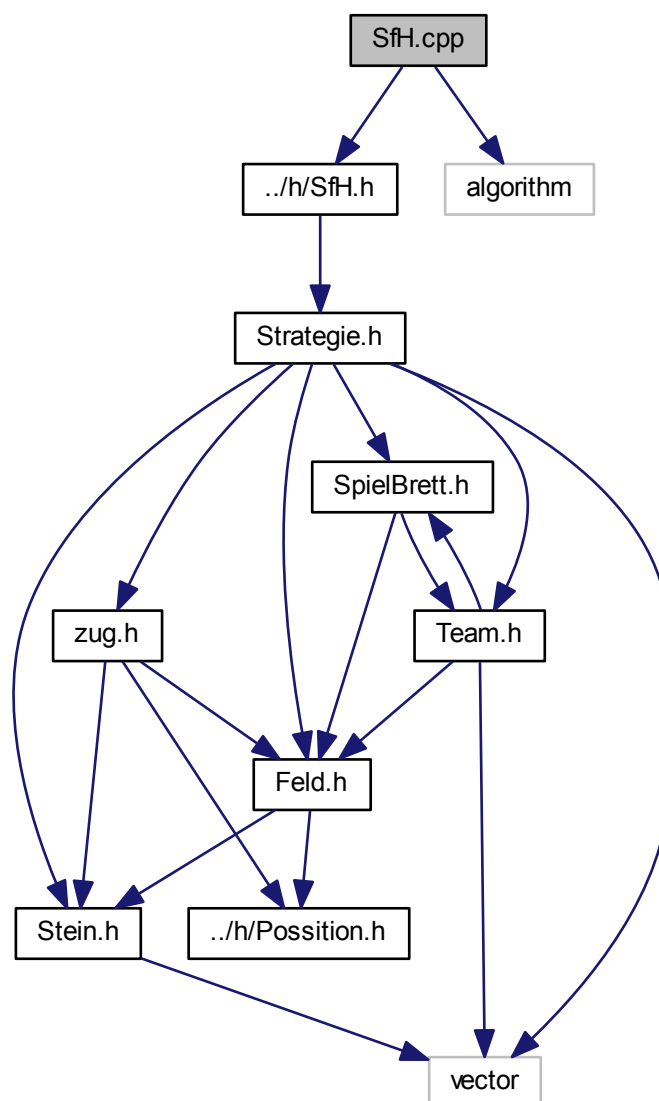 SfH.cpp
../h/SfH.h
algorithm
Strategie.h
SpielBrett.h
zug.h
Team.h
Feld.h
Stein.h
../h/Possition.h
vector